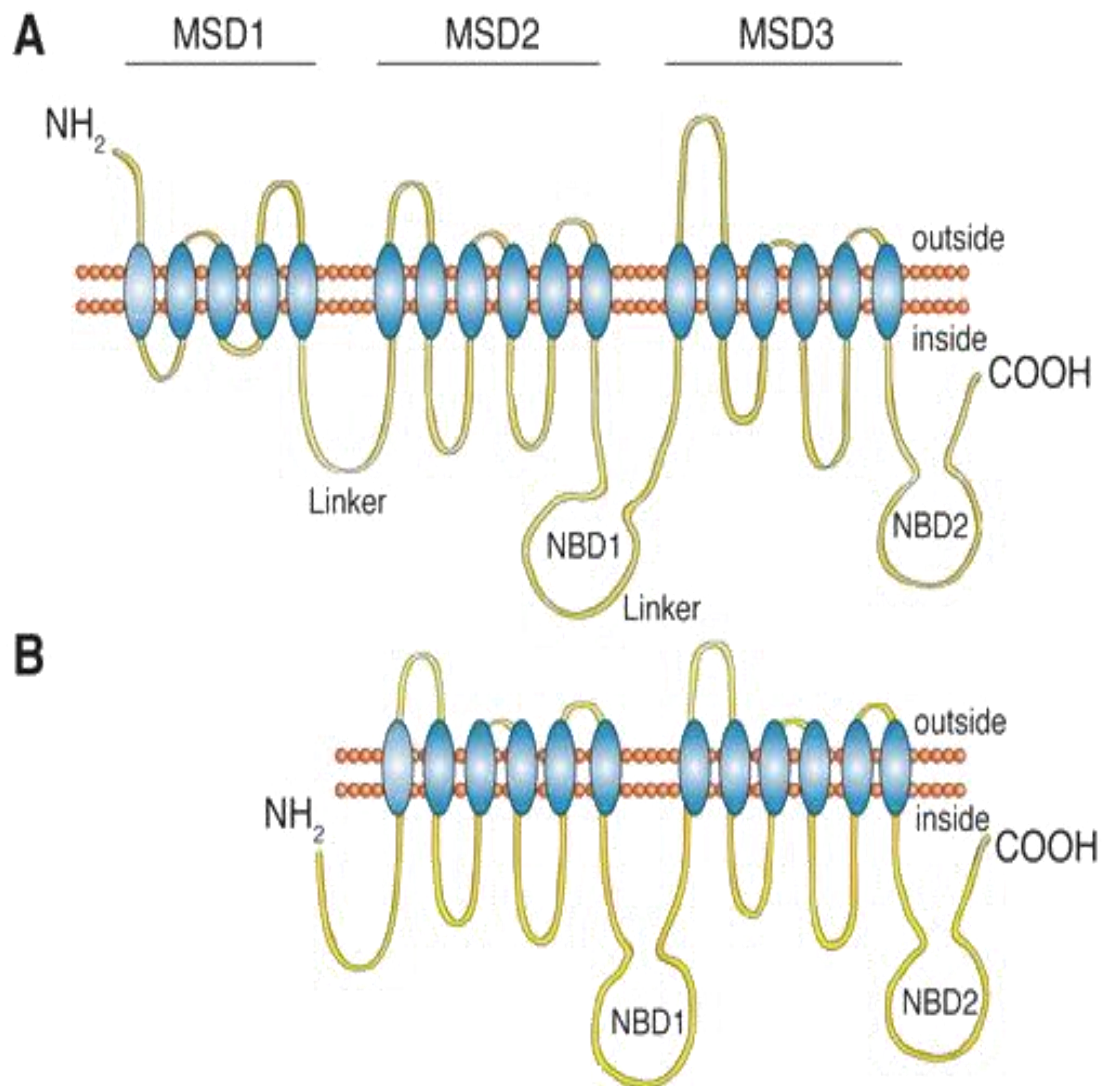 A
MSD1 MSD2 MSD3
NH2
outside
inside
COOH
Linker
NBD1
NBD2
Linker
B
outside
NH2
inside
COOH
NBD1
NBD2